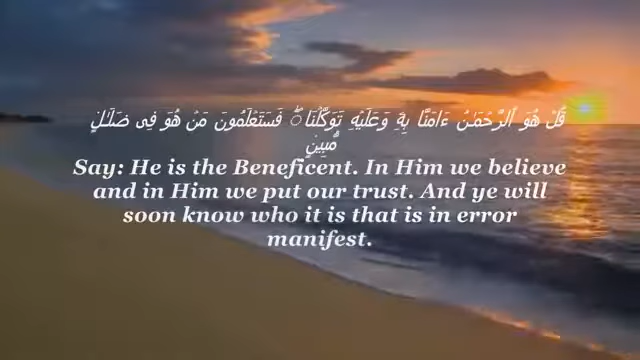 قُلْ هُوَ ٱلرَّحْمَـٰنُ ءَامَنَّا بِهِۦ وَعَلَيْهِ تَوَكَّلْنَا ۖ فَسَتَعْلَمُونَ مَنْ هُوَ فِى ضَلَـٰلٍ
مُّبِينٍ
Say: He is the Beneficent. In Him we believe
and in Him we put our trust. And ye will
soon know who it is that is in error
manifest.